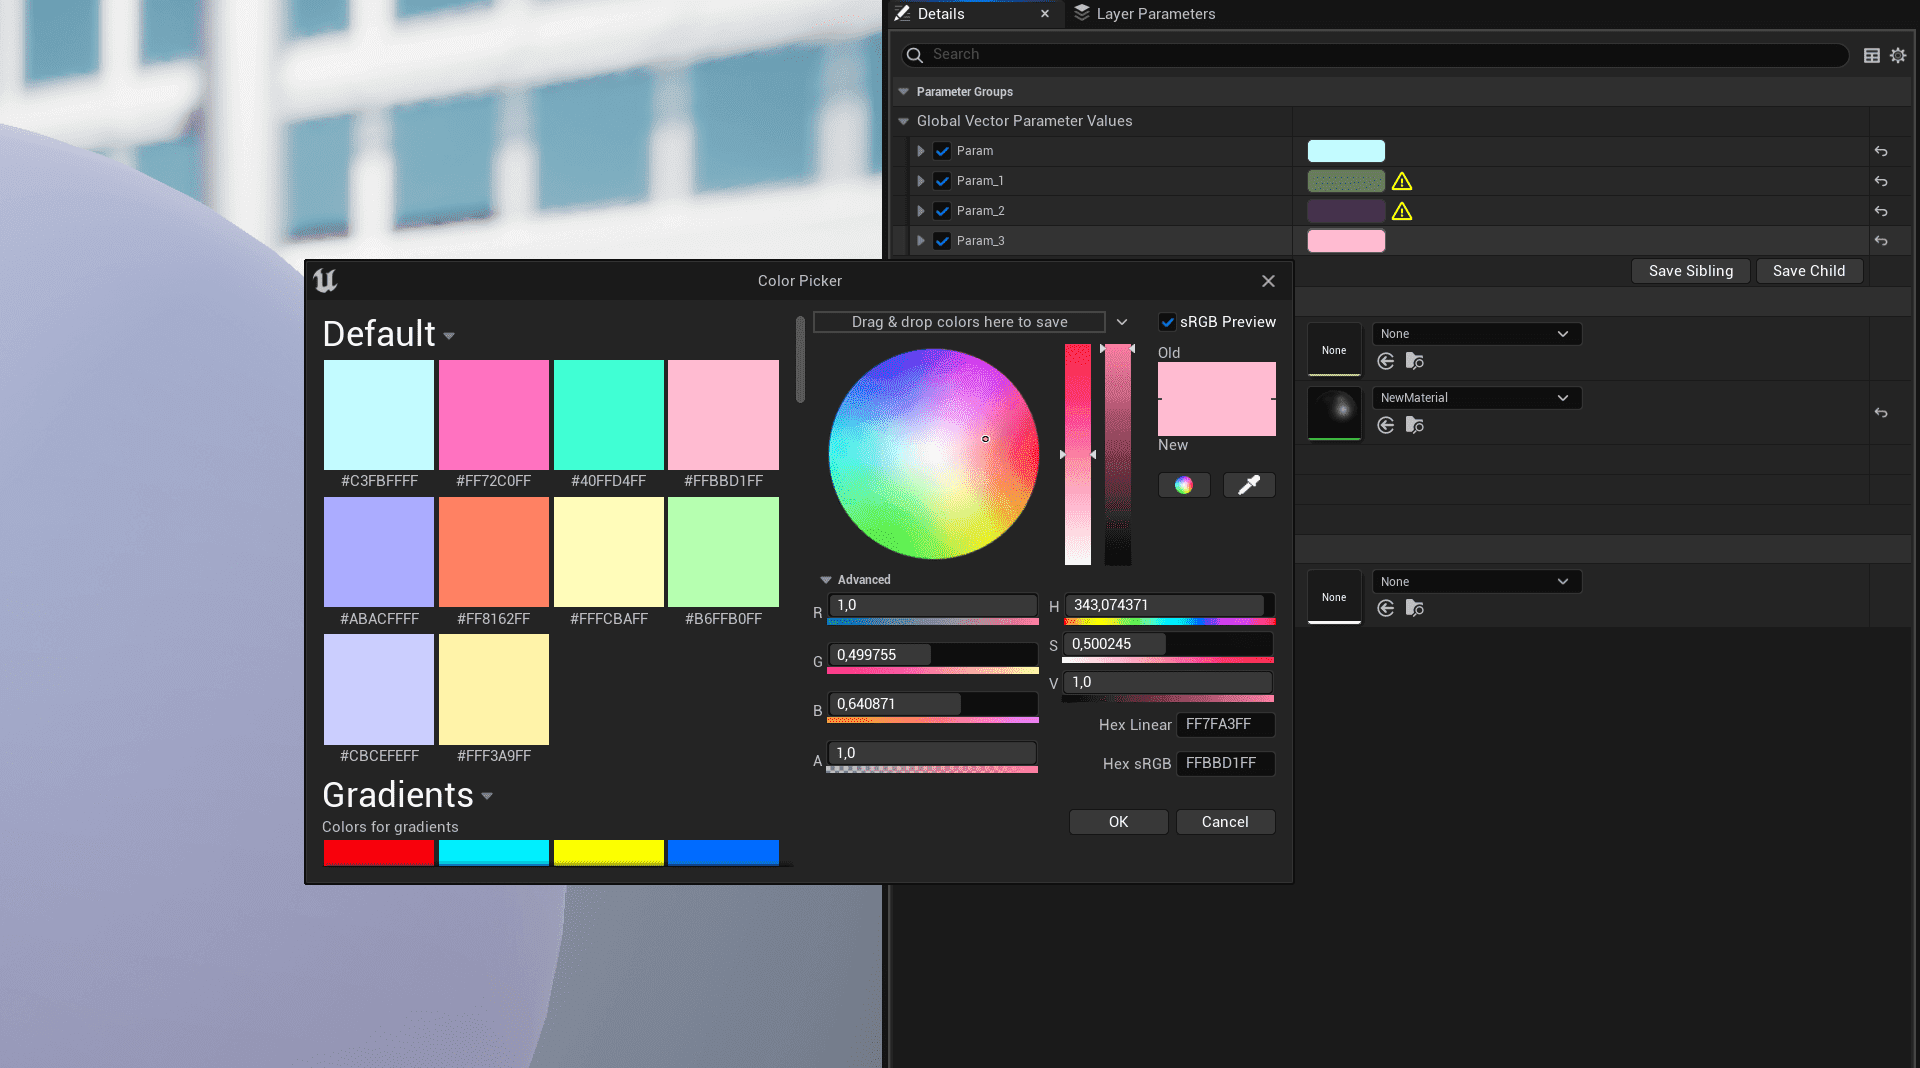 Details
Layer Parameters
Search
Parameter Groups
Global Vector Parameter Values
Param
Param_1
Param_2
Param_3
Save Sibling
Save Child
None
None
NewMaterial
None
None
Color Picker
Default
#C3FBFFFF
#FF72C0FF
#40FFD4FF
#FFBBD1FF
#ABACFFFF
#FF8162FF
#FFFCBAFF
#B6FFB0FF
#CBCEFEFF
#FFF3A9FF
Gradients
Colors for gradients
Drag & drop colors here to save
sRGB Preview
Old
New
Advanced
R 1,0
G 0,499755
B 0,640871
A 1,0
H 343,074371
S 0,500245
V 1,0
Hex Linear FF7FA3FF
Hex sRGB FFBBD1FF
OK
Cancel